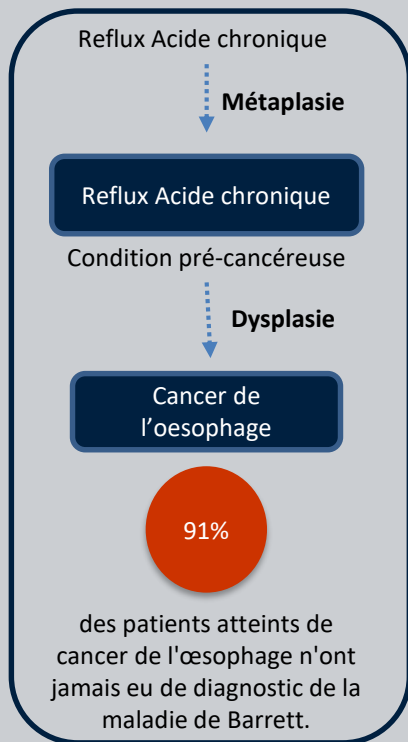 Reflux Acide chronique
Métaplasie
Reflux Acide chronique
Condition pré-cancéreuse
Dysplasie
Cancer de
l'oesophage
91%
des patients atteints de
cancer de l'œsophage n'ont
jamais eu de diagnostic de la
maladie de Barrett.